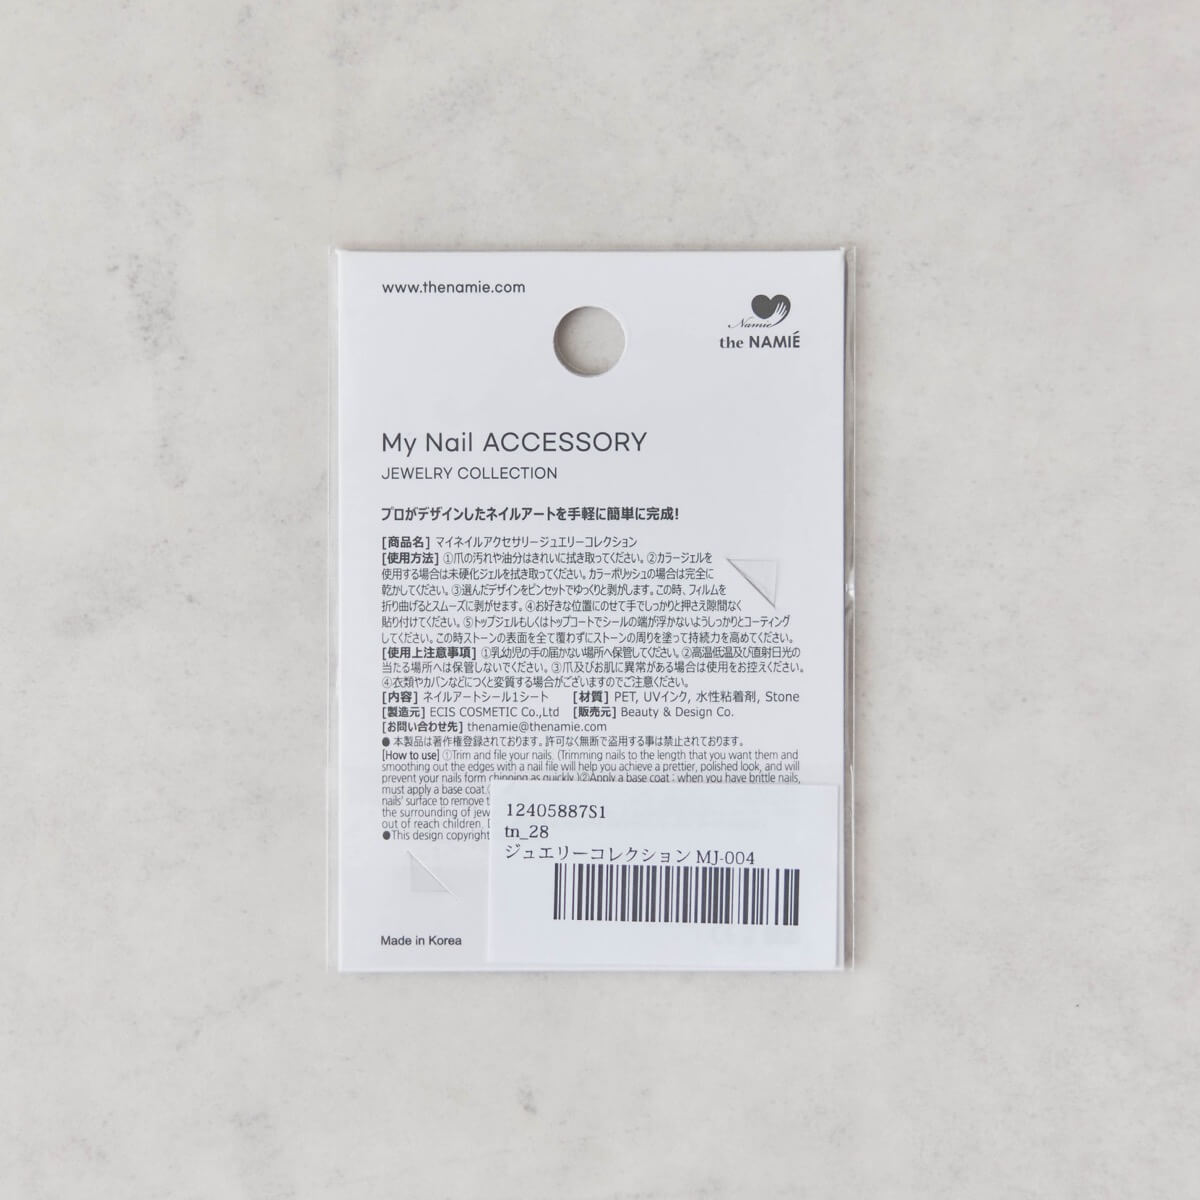 www.thenamie.com
Namie
the NAMIÉ
My Nail ACCESSORY
JEWELRY COLLECTION
プロがデザインしたネイルアートを手軽に簡単に完成!
[商品名] マイネイルアクセサリージュエリーコレクション
[使用方法] ①爪の汚れや油分はきれいに拭き取ってください。②カラージェルを
使用する場合は未硬化ジェルを拭き取ってください。カラーポリッシュの場合は完全に
乾かしてください。③選んだデザインをピンセットでゆっくりと剥がします。この時、フィルムを
折り曲げるとスムーズに剥がせます。④お好きな位置にのせて手でしっかりと押さえ隙間なく
貼り付けてください。⑤トップジェルもしくはトップコートでシールの端が浮かないようしっかりとコーティング
してください。この時ストーンの表面を全て覆わずにストーンの周りを塗って持続力を高めてください。
[使用上注意事項] ①乳幼児の手の届かない場所へ保管してください。②高温低温及び直射日光の
当たる場所へは保管しないでください。③爪及びお肌に異常がある場合は使用をお控えください。
④衣類やカバンなどにつくと変質する場合がございますのでご注意ください。
[内容] ネイルアートシール1シート [材質] PET, UVインク, 水性粘着剤, Stone
[製造元] ECIS COSMETIC Co.,Ltd [販売元] Beauty & Design Co.
[お問い合わせ先] thenamie@thenamie.com
● 本製品は著作権登録されております。許可なく無断で盗用する事は禁止されております。
[How to use] ①Trim and file your nails. (Trimming nails to the length that you want them and
smoothing out the edges with a nail file will help you achieve a prettier, polished look, and will
prevent your nails form chipping as quickly.)②Apply a base coat : when you have brittle nails,
must apply a base coat.
nails' surface to remove
the surrounding of jew
out of reach children.
●This design copyright
12405887S1
tn_28
ジュエリーコレクション MJ-004
Made in Korea